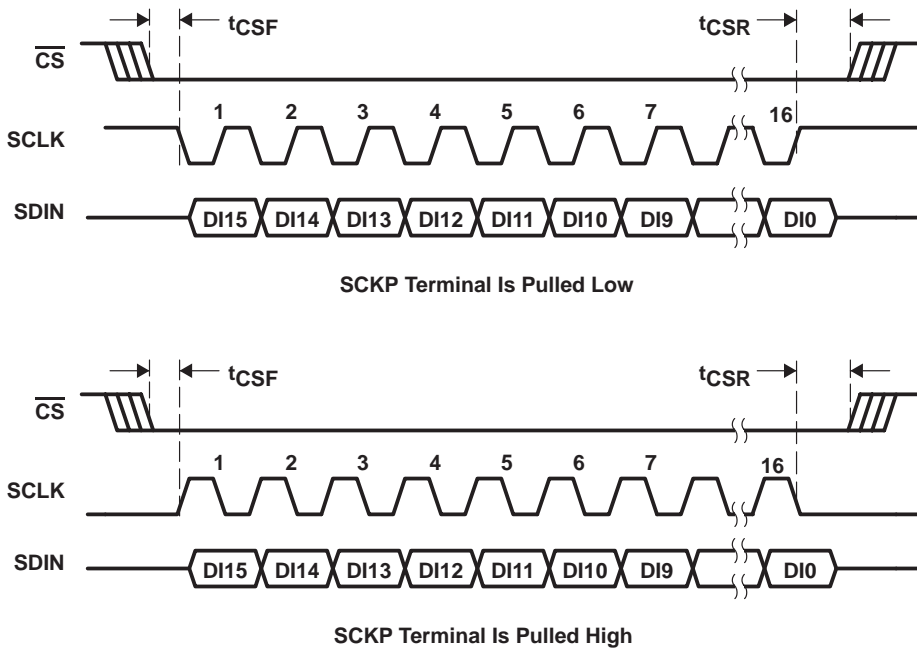 tCSF tCSR
CS
1 2 3 4 5 6 7 16
SCLK
SDIN DI15 DI14 DI13 DI12 DI11 DI10 DI9 DI0
SCKP Terminal Is Pulled Low
tCSF tCSR
CS
1 2 3 4 5 6 7 16
SCLK
SDIN DI15 DI14 DI13 DI12 DI11 DI10 DI9 DI0
SCKP Terminal Is Pulled High